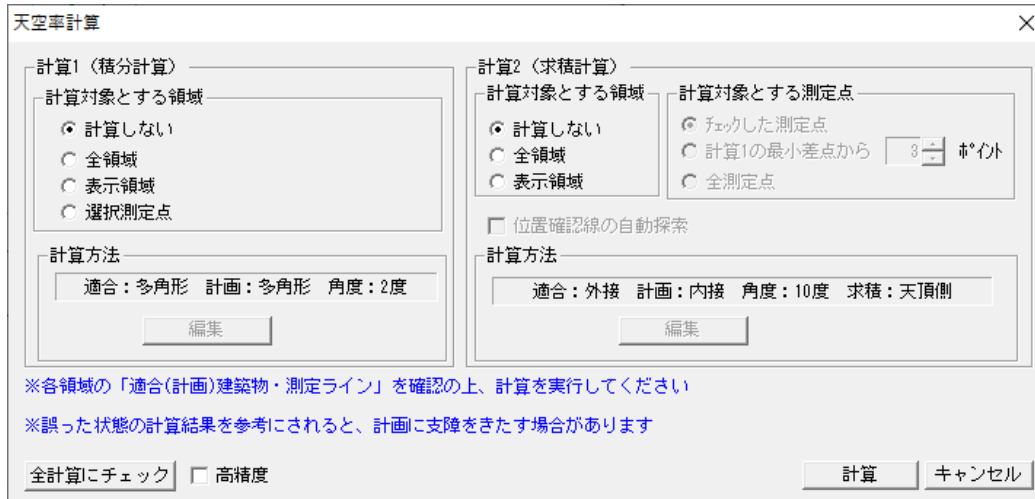 天空率計算
計算1（積分計算）
計算対象とする領域
計算しない
全領域
表示領域
選択測定点
計算方法
適合：多角形　計画：多角形　角度：2度
編集
計算2（求積計算）
計算対象とする領域
計算しない
全領域
表示領域
計算対象とする測定点
ﾁｪｯｸした測定点
計算1の最小差点から 3 ﾎﾟｲﾝﾄ
全測定点
位置確認線の自動探索
計算方法
適合：外接　計画：内接　角度：10度　求積：天頂側
編集
※各領域の「適合(計画)建築物・測定ライン」を確認の上、計算を実行してください
※誤った状態の計算結果を参考にされると、計画に支障をきたす場合があります
全計算にチェック 高精度 計算 キャンセル